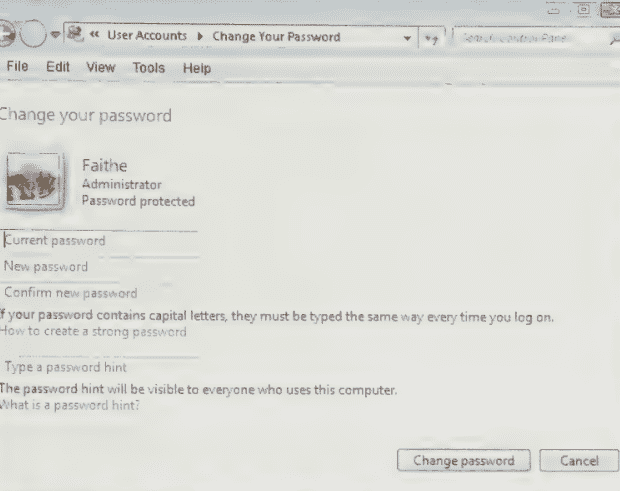 « User Accounts ▸ Change Your Password Search Control Panel
File Edit View Tools Help
Change your password
Faithe
Administrator
Password protected
Current password
New password
Confirm new password
If your password contains capital letters, they must be typed the same way every time you log on.
How to create a strong password
Type a password hint
The password hint will be visible to everyone who uses this computer.
What is a password hint?
Change password Cancel